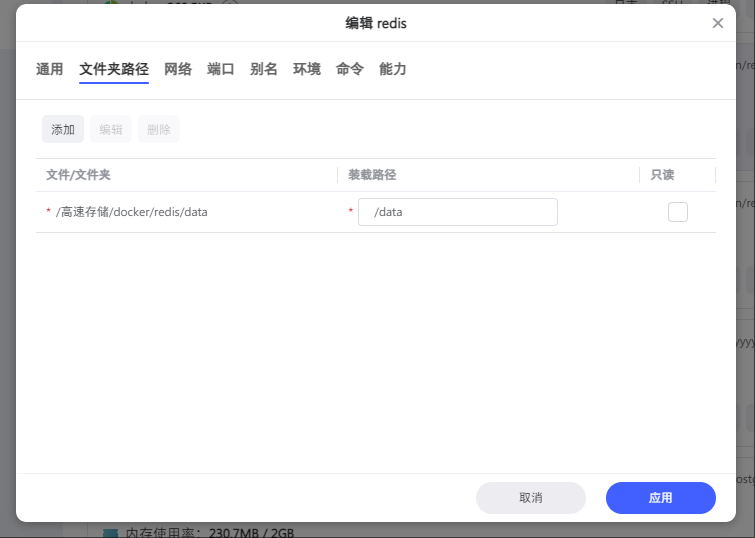 编辑 redis
通用 文件夹路径 网络 端口 别名 环境 命令 能力
添加 编辑 删除
文件/文件夹 装载路径 只读
* /高速存储/docker/redis/data * /data
取消 应用
内存使用率: 230.7MB / 2GB